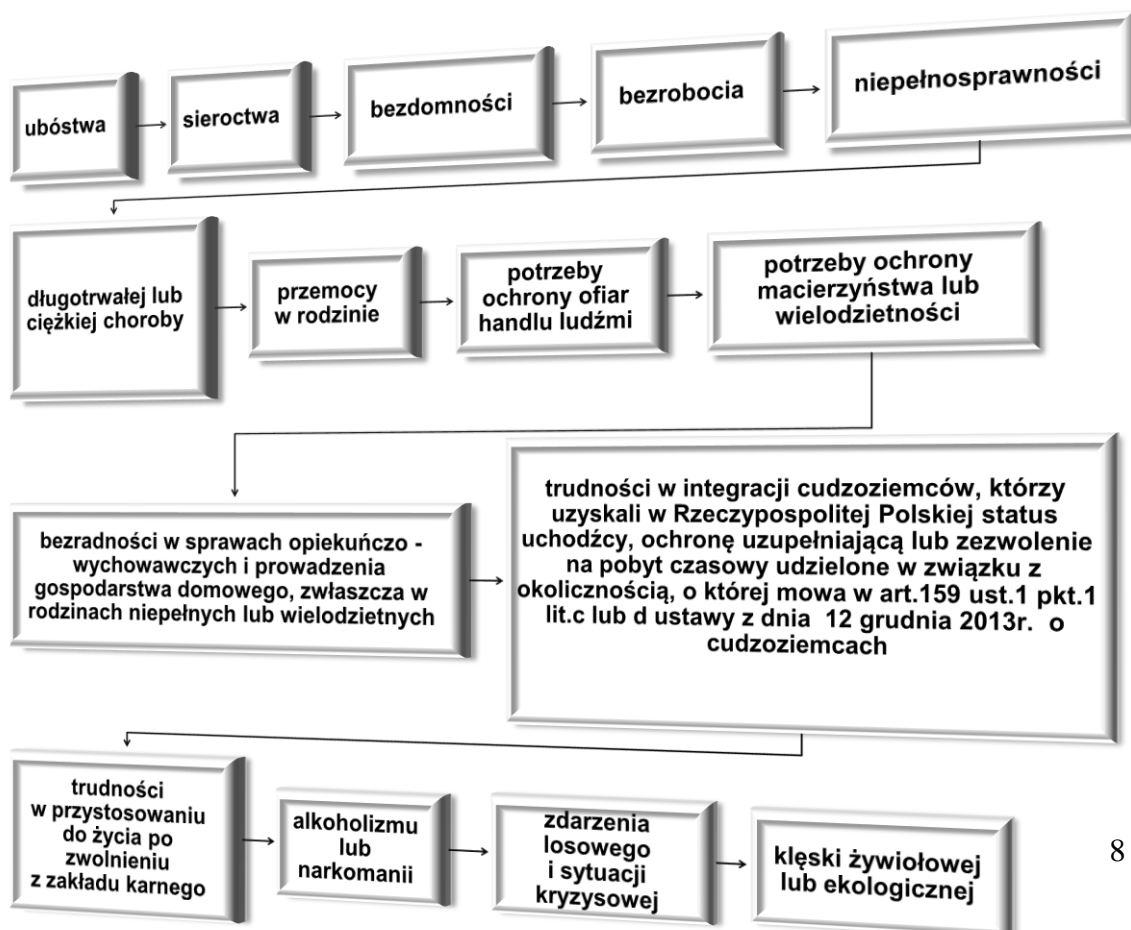 ubóstwa
sieroctwa
bezdomności
bezrobocia
niepełnosprawności
długotrwałej lub
ciężkiej choroby
przemocy
w rodzinie
potrzeby
ochrony ofiar
handlu ludźmi
potrzeby ochrony
macierzyństwa lub
wielodzietności
bezradności w sprawach opiekuńczo -
wychowawczych i prowadzenia
gospodarstwa domowego, zwłaszcza w
rodzinach niepełnych lub wielodzietnych
trudności w integracji cudzoziemców, którzy
uzyskali w Rzeczypospolitej Polskiej status
uchodźcy, ochronę uzupełniającą lub zezwolenie
na pobyt czasowy udzielone w związku z
okolicznością, o której mowa w art.159 ust.1 pkt.1
lit.c lub d ustawy z dnia 12 grudnia 2013r. o
cudzoziemcach
trudności
w przystosowaniu
do życia po
zwolnieniu
z zakładu karnego
alkoholizmu
lub
narkomanii
zdarzenia
losowego
i sytuacji
kryzysowej
klęski żywiołowej
lub ekologicznej
8